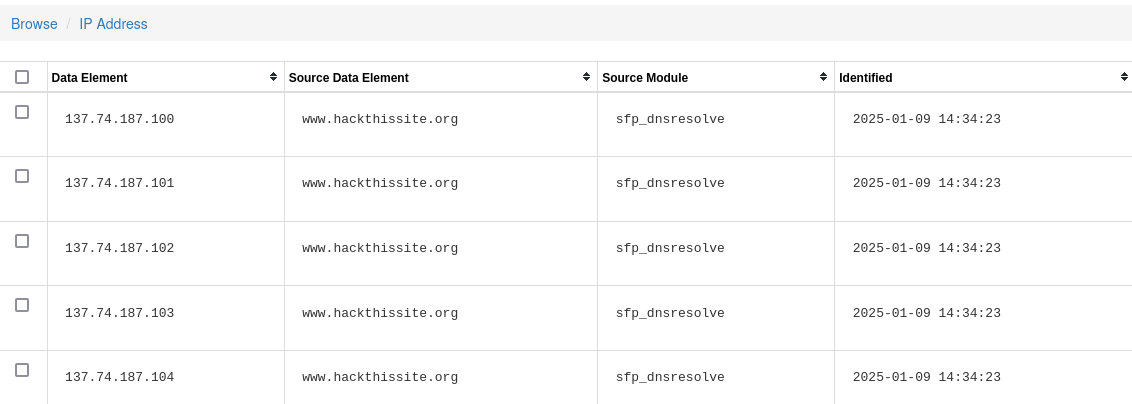 Browse / IP Address
Data Element Source Data Element Source Module Identified
137.74.187.100 www.hackthissite.org sfp_dnsresolve 2025-01-09 14:34:23
137.74.187.101 www.hackthissite.org sfp_dnsresolve 2025-01-09 14:34:23
137.74.187.102 www.hackthissite.org sfp_dnsresolve 2025-01-09 14:34:23
137.74.187.103 www.hackthissite.org sfp_dnsresolve 2025-01-09 14:34:23
137.74.187.104 www.hackthissite.org sfp_dnsresolve 2025-01-09 14:34:23